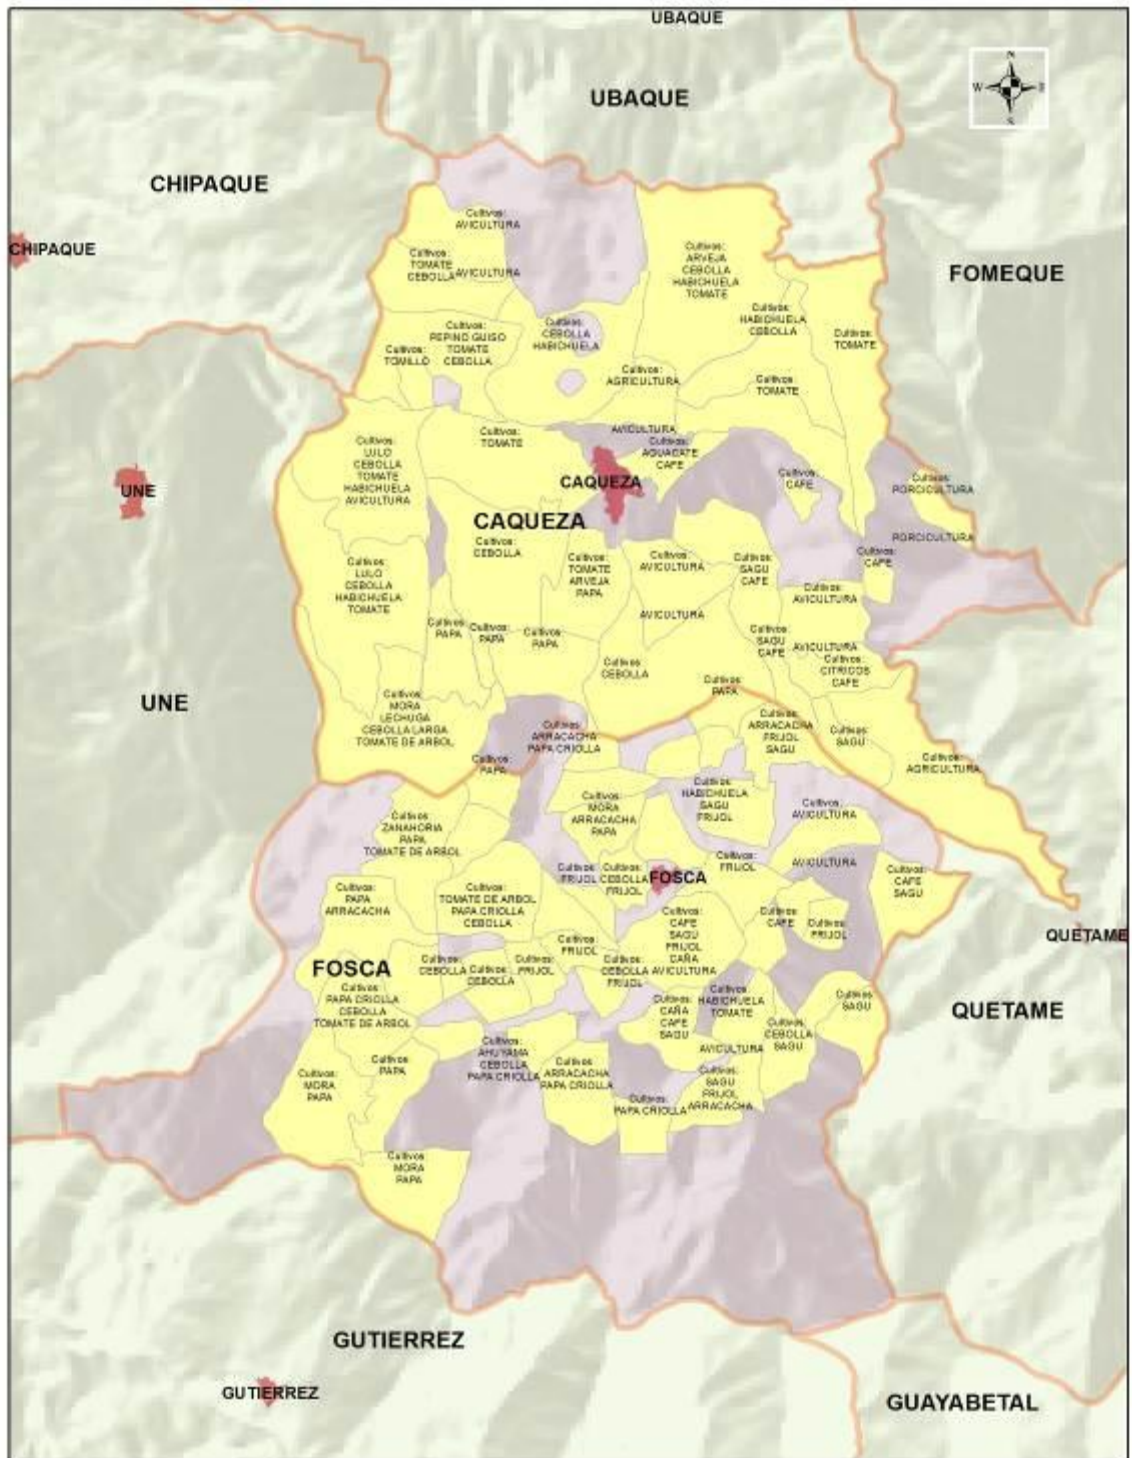 UBAQUE
N
W
E
S
UBAQUE
CHIPAQUE
CHIPAQUE
FOMEQUE
Cultivos:
AVICULTURA
Cultivos:
TOMATE
CEBOLLA
AVICULTURA
Cultivos:
ARVEJA
CEBOLLA
HABICHUELA
TOMATE
Cultivos:
HABICHUELA
CEBOLLA
Cultivos:
TOMATE
Cultivos:
PEPINO GUISO
TOMATE
CEBOLLA
Cultivos:
CEBOLLA
HABICHUELA
Cultivos:
TOMILLO
Cultivos:
AGRICULTURA
Cultivos:
TOMATE
Cultivos:
LULO
CEBOLLA
TOMATE
HABICHUELA
AVICULTURA
Cultivos:
TOMATE
AVICULTURA
Cultivos:
AGUACATE
CAFE
UNE
CAQUEZA
Cultivos:
CAFE
Cultivos:
PORCICULTURA
CAQUEZA
PORCICULTURA
Cultivos:
CEBOLLA
Cultivos:
LULO
CEBOLLA
HABICHUELA
TOMATE
Cultivos:
TOMATE
ARVEJA
PAPA
Cultivos:
AVICULTURA
Cultivos:
SAGU
CAFE
Cultivos:
CAFE
Cultivos:
AVICULTURA
AVICULTURA
Cultivos:
PAPA
Cultivos:
PAPA
Cultivos:
PAPA
Cultivos:
SAGU
CAFE
AVICULTURA
Cultivos:
CITRICOS
CAFE
Cultivos:
CEBOLLA
Cultivos:
PAPA
UNE
Cultivos:
MORA
LECHUGA
CEBOLLA LARGA
TOMATE DE ARBOL
Cultivos:
ARRACACHA
PAPA CRIOLLA
Cultivos:
ARRACACHA
FRIJOL
SAGU
Cultivos:
SAGU
Cultivos:
PAPA
Cultivos:
AGRICULTURA
Cultivos:
MORA
ARRACACHA
PAPA
Cultivos:
HABICHUELA
SAGU
FRIJOL
Cultivos:
AVICULTURA
Cultivos:
ZANAHORIA
PAPA
TOMATE DE ARBOL
Cultivos:
FRIJOL
Cultivos:
CEBOLLA
FRIJOL
FOSCA
Cultivos:
FRIJOL
AVICULTURA
Cultivos:
CAFE
SAGU
Cultivos:
PAPA
ARRACACHA
Cultivos:
TOMATE DE ARBOL
PAPA CRIOLLA
CEBOLLA
Cultivos:
CAFE
SAGU
FRIJOL
CAÑA
AVICULTURA
Cultivos:
CAFE
Cultivos:
FRIJOL
QUETAME
Cultivos:
FRIJOL
FOSCA
Cultivos:
CEBOLLA
Cultivos:
CEBOLLA
Cultivos:
FRIJOL
Cultivos:
CEBOLLA
FRIJOL
Cultivos:
PAPA CRIOLLA
CEBOLLA
TOMATE DE ARBOL
Cultivos:
CAÑA
CAFE
SAGU
Cultivos:
HABICHUELA
TOMATE
Cultivos:
SAGU
QUETAME
Cultivos:
CEBOLLA
SAGU
AVICULTURA
Cultivos:
AHUYAMA
CEBOLLA
PAPA CRIOLLA
Cultivos:
PAPA
Cultivos:
MORA
PAPA
Cultivos:
ARRACACHA
PAPA CRIOLLA
Cultivos:
SAGU
FRIJOL
ARRACACHA
Cultivos:
PAPA CRIOLLA
Cultivos:
MORA
PAPA
GUTIERREZ
GUTIERREZ
GUAYABETAL